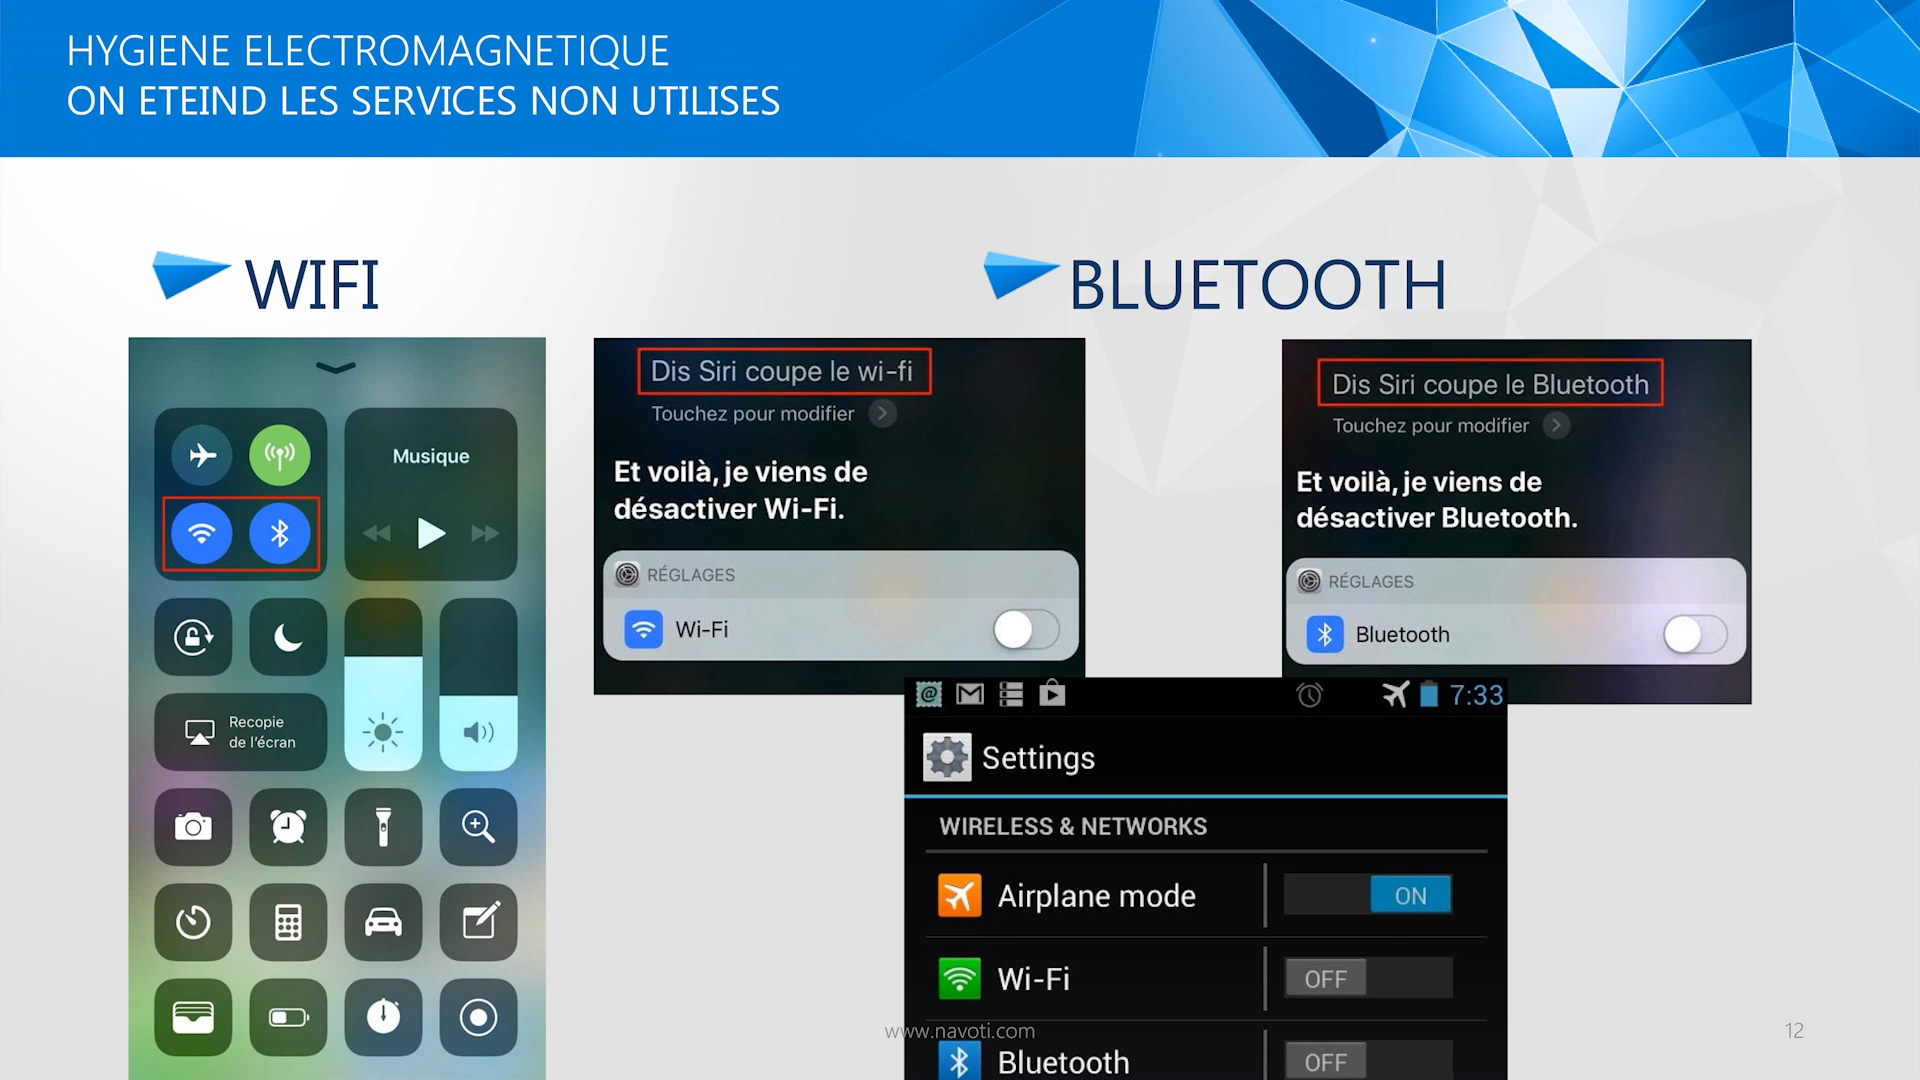 HYGIENE ELECTROMAGNETIQUE
ON ETEIND LES SERVICES NON UTILISES
WIFI
BLUETOOTH
Musique
Recopie
de l'écran
Dis Siri coupe le wi-fi
Touchez pour modifier
Et voilà, je viens de
désactiver Wi-Fi.
RÉGLAGES
Wi-Fi
Dis Siri coupe le Bluetooth
Touchez pour modifier
Et voilà, je viens de
désactiver Bluetooth.
RÉGLAGES
Bluetooth
7:33
Settings
WIRELESS & NETWORKS
Airplane mode
ON
Wi-Fi
OFF
Bluetooth
OFF
www.navoti.com
12